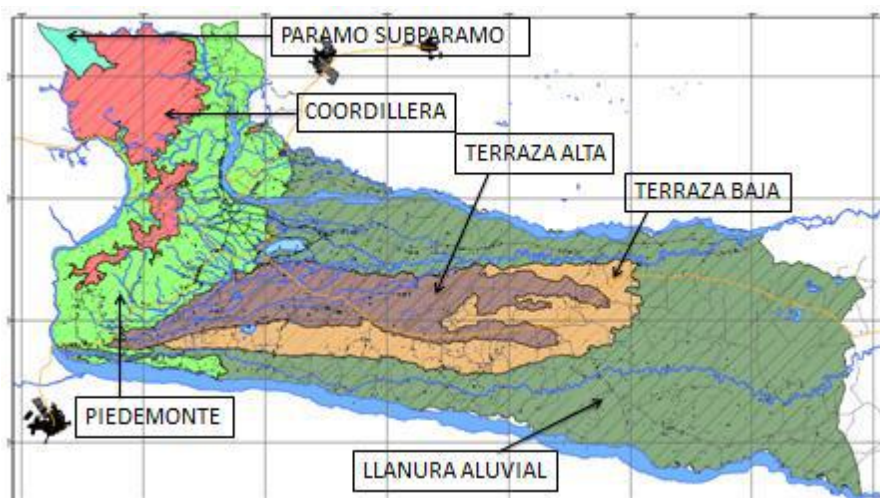 PARAMO SUBPARAMO
COORDILLERA
TERRAZA ALTA
TERRAZA BAJA
PIEDEMONTE
LLANURA ALUVIAL